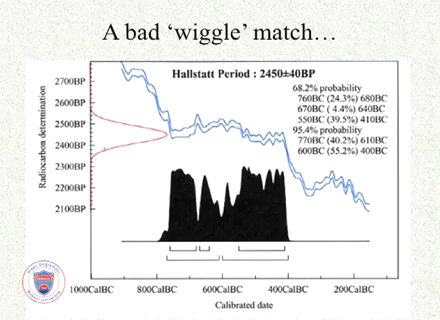 A bad ‘wiggle’ match…
Hallstatt Period : 2450±40BP
68.2% probability
760BC (24.3%) 680BC
670BC ( 4.4%) 640BC
550BC (39.5%) 410BC
95.4% probability
770BC (40.2%) 610BC
600BC (55.2%) 400BC
Radiocarbon determination
2700BP
2600BP
2500BP
2400BP
2300BP
2200BP
2100BP
1000CalBC 800CalBC 600CalBC 400CalBC 200CalBC
Calibrated date